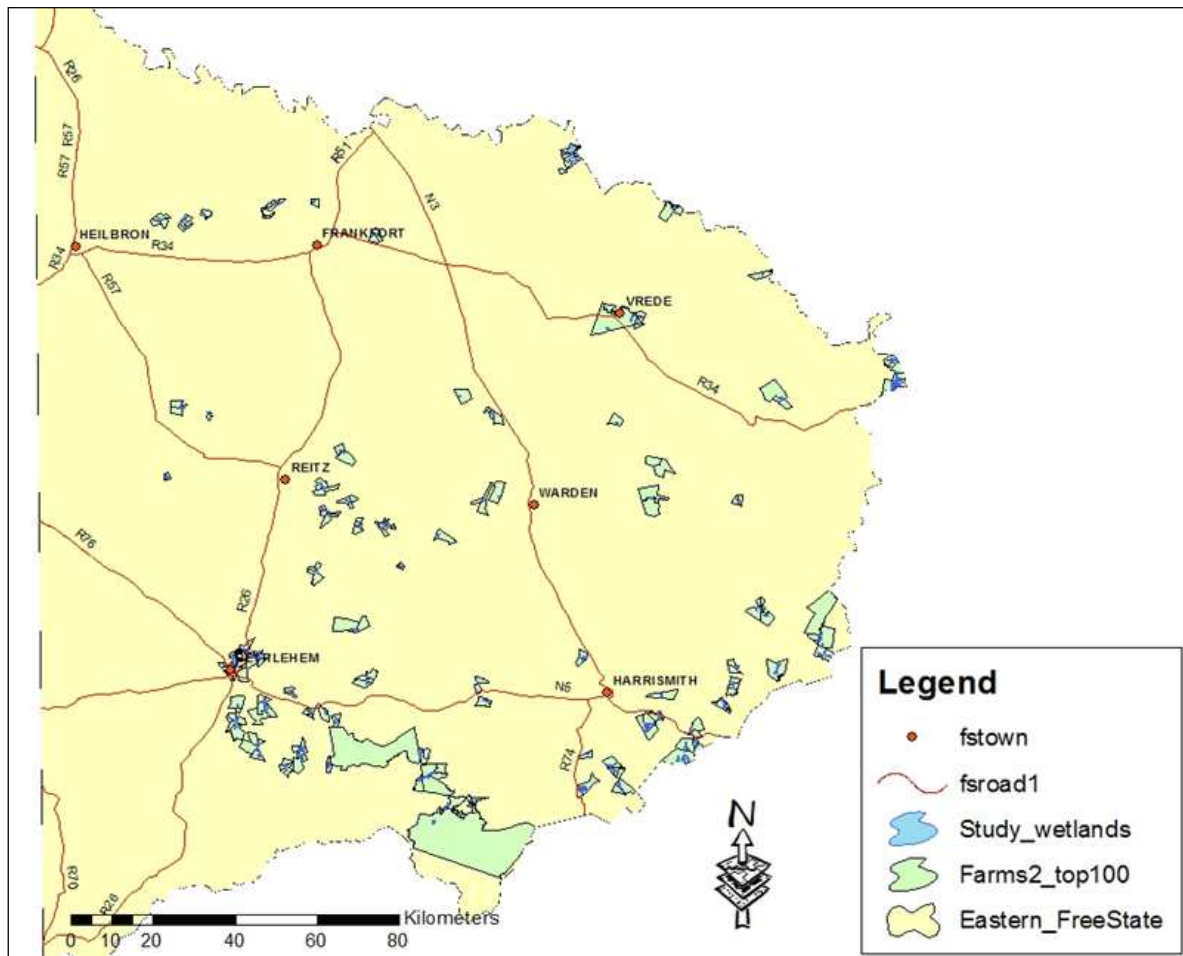 R26
R57
R57
R51
N3
HEILBRON
R34
FRANKFORT
R34
R57
VREDE
R34
REITZ
WARDEN
R76
R26
RLEHEM
N5
HARRISMITH
R74
R70
R26
N
Kilometers
0 10 20 40 60 80
Legend
fstown
fsroad1
Study_wetlands
Farms2_top100
Eastern_FreeState